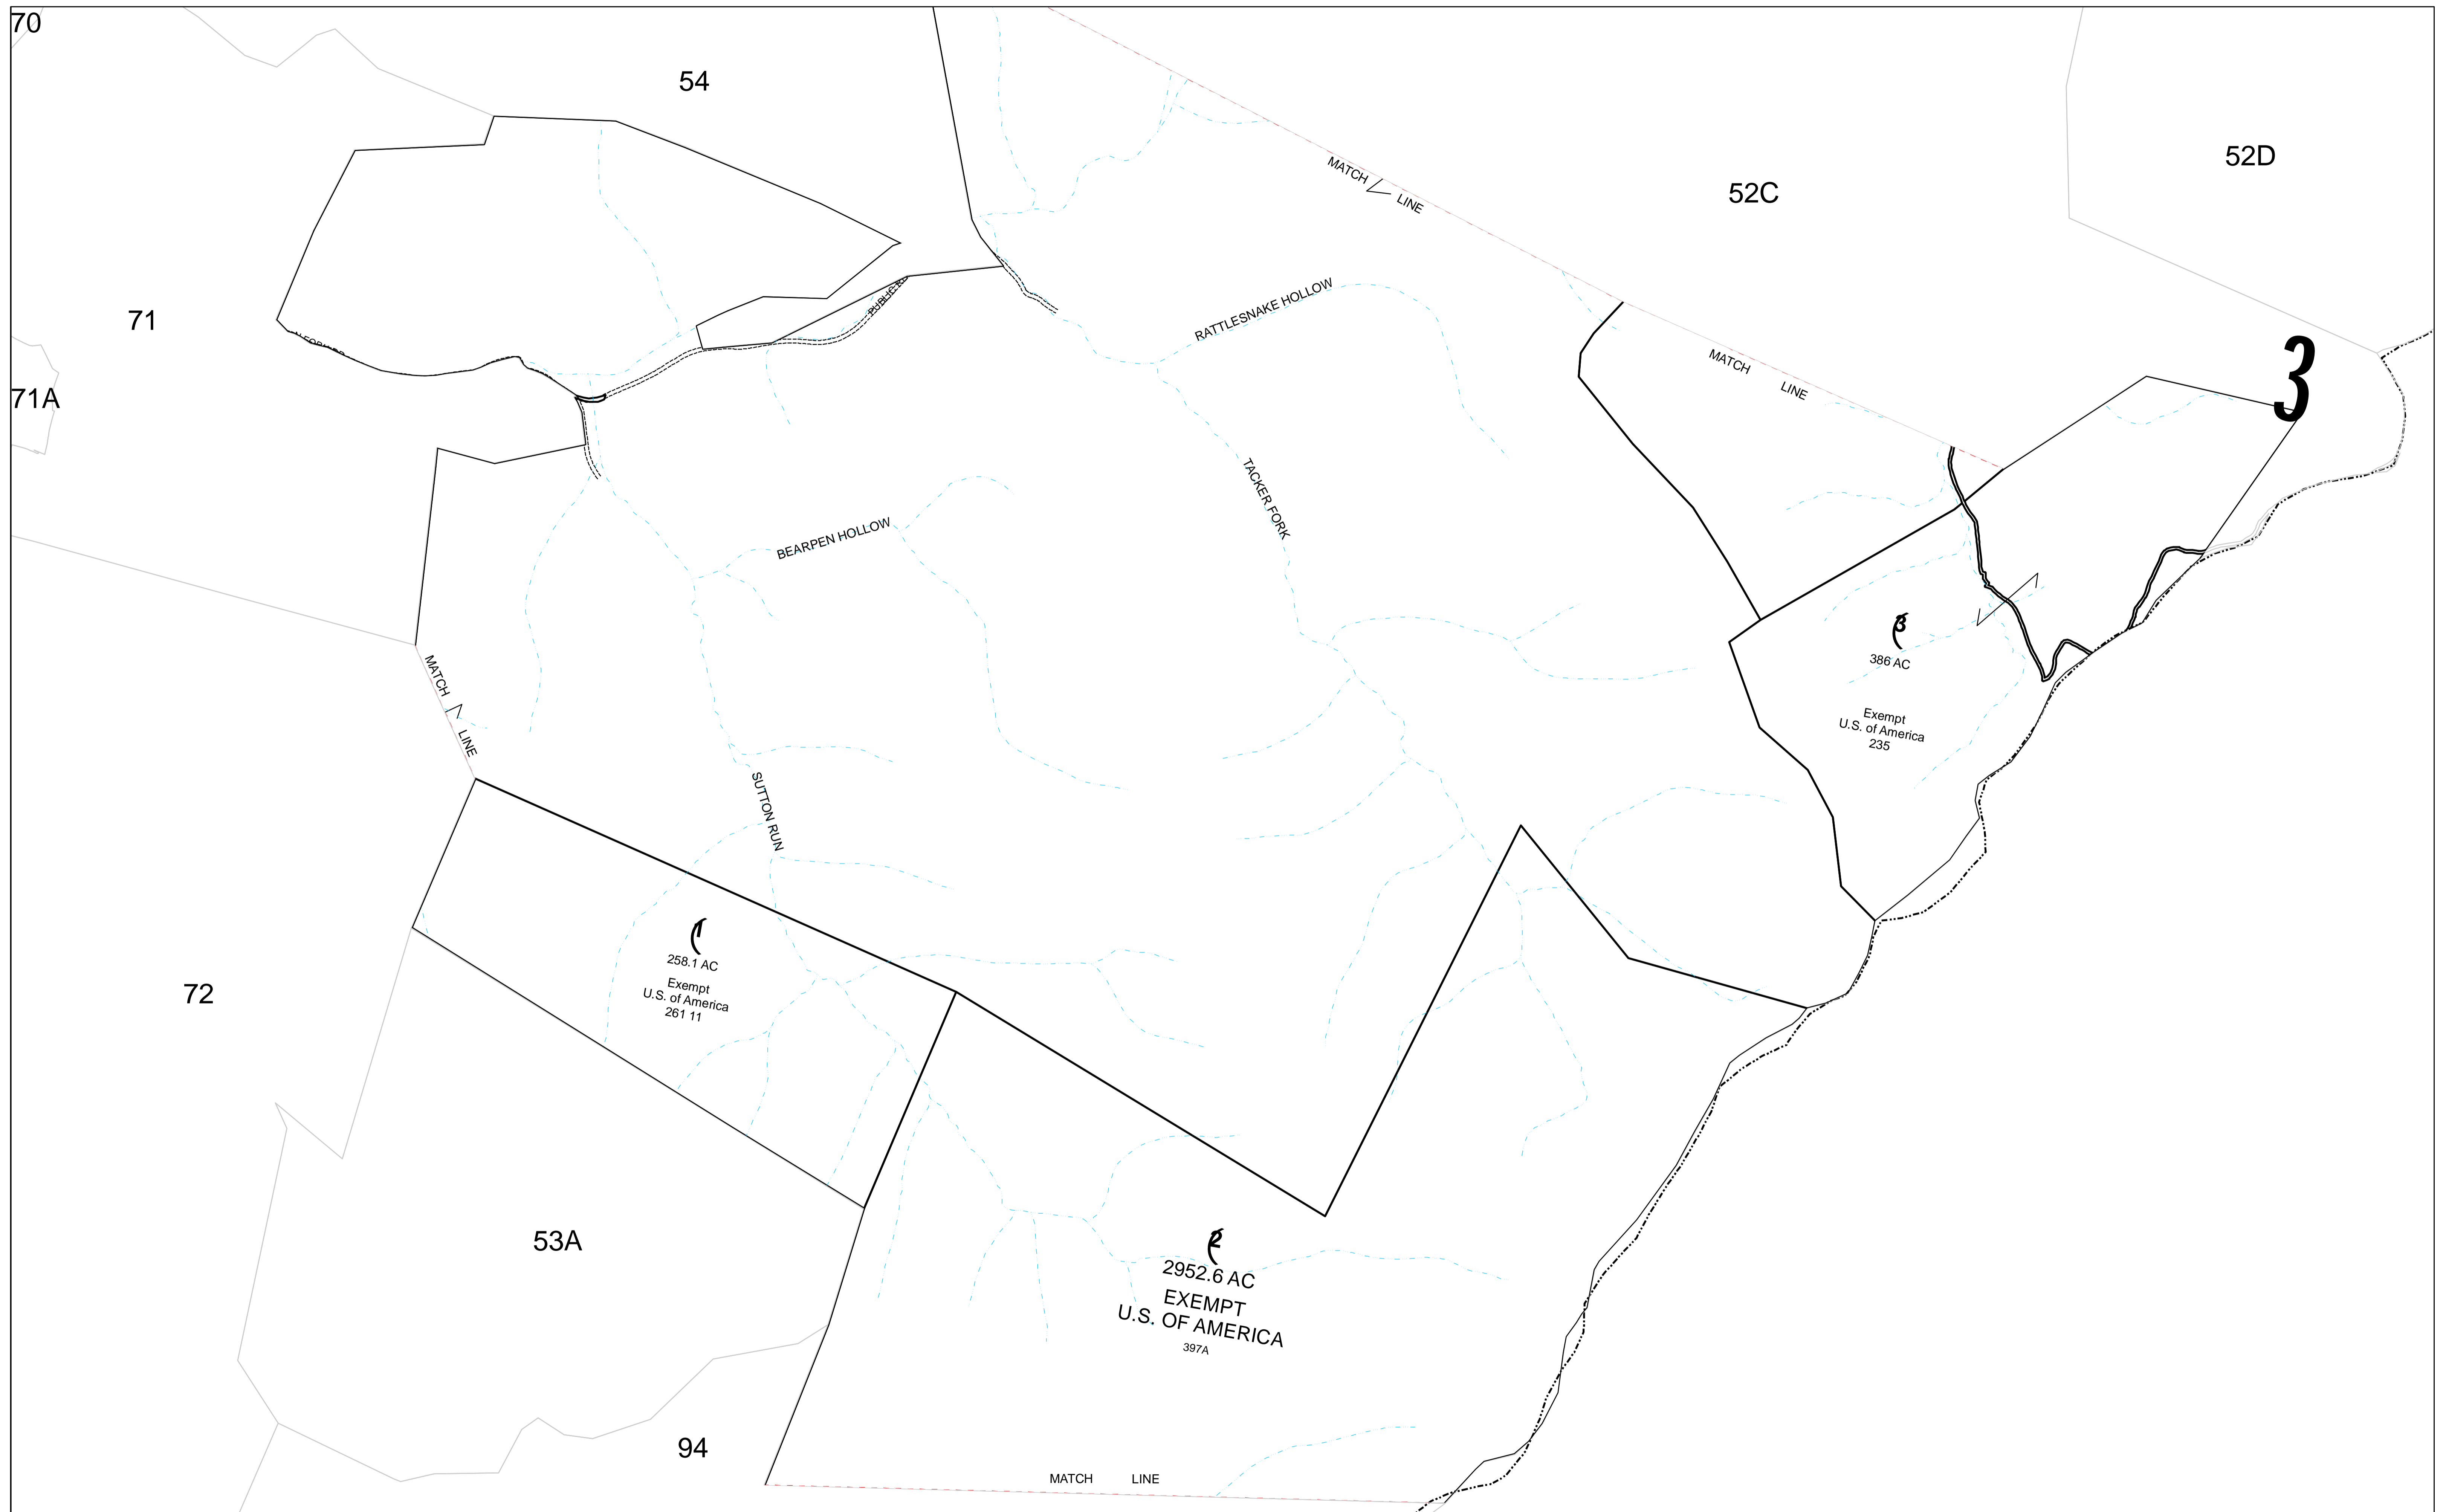 70
54
52D
52C
MATCH LINE
71
RATTLESNAKE HOLLOW
PUBLIC
3
MATCH LINE
71A
TACKER FORK
BEARPEN HOLLOW
3
386 AC
Exempt
U.S. of America
235
MATCH LINE
SUTTON RUN
1
258.1 AC
Exempt
U.S. of America
261 11
72
53A
2
2952.6 AC
EXEMPT
U.S. OF AMERICA
397A
94
MATCH LINE